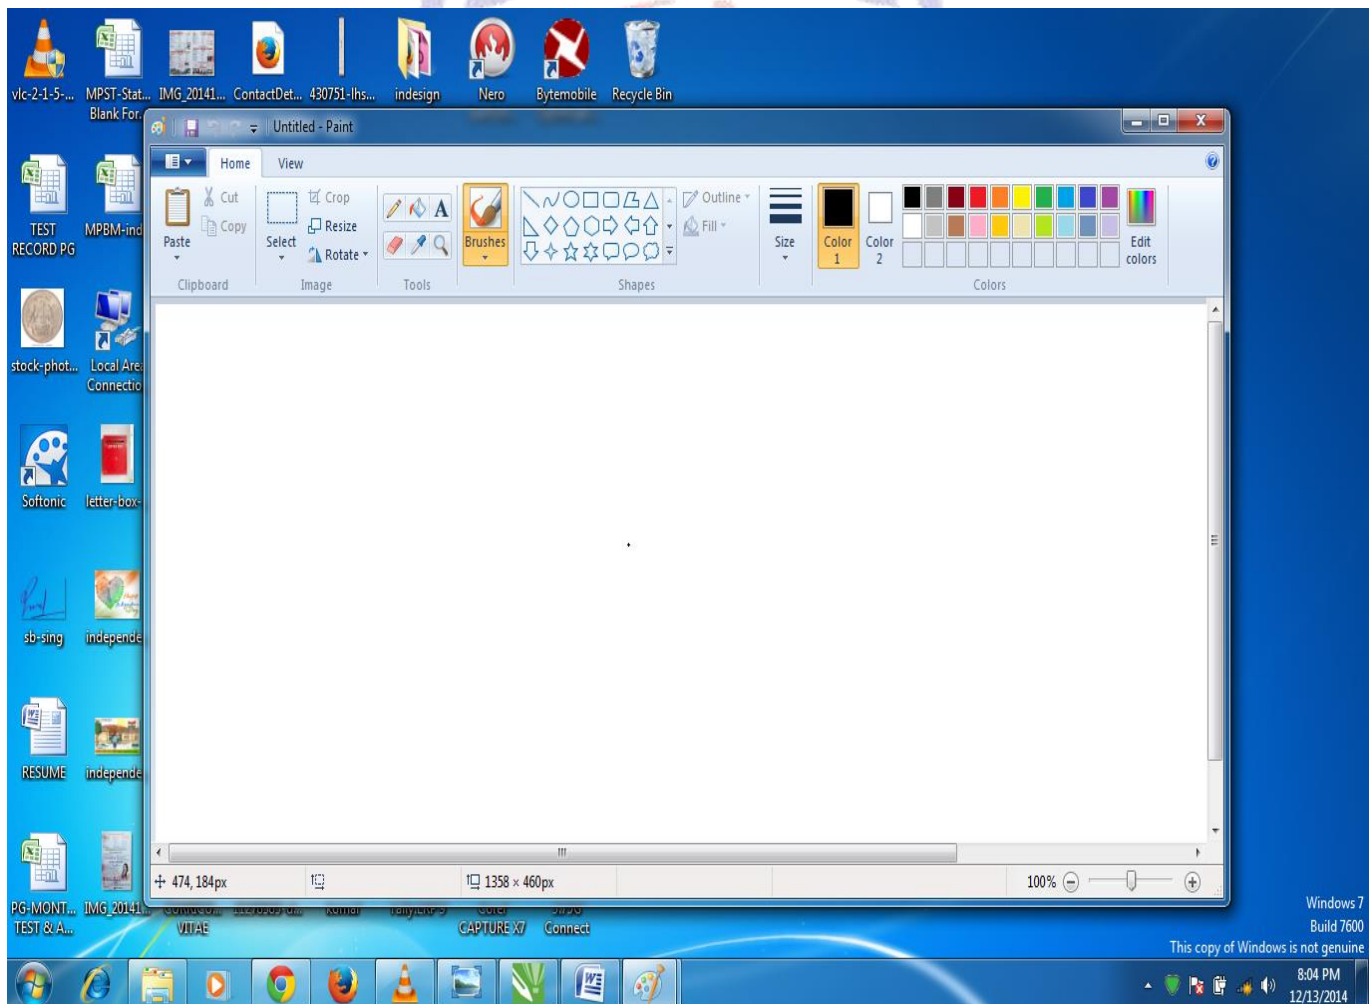 vlc-2-1-5-...
MPST-Stat...
Blank For...
IMG_20141...
ContactDet...
430751-lhs...
indesign
Nero
Bytemobile
Recycle Bin
Untitled - Paint
Home
View
TEST
RECORD PG
MPBM-ind
Paste
Cut
Copy
Clipboard
Select
Crop
Resize
Rotate
Image
A
Tools
Brushes
Outline
Fill
Shapes
Size
Color
1
Color
2
Edit
colors
Colors
stock-phot...
Local Area
Connectio
Softonic
letter-box-
sb-sing
independe
RESUME
independe
PG-MONT...
TEST & A...
IMG_20141...
474, 184px
1358 × 460px
100%
VITAE
CAPTURE X7
Connect
Windows 7
Build 7600
This copy of Windows is not genuine
8:04 PM
12/13/2014